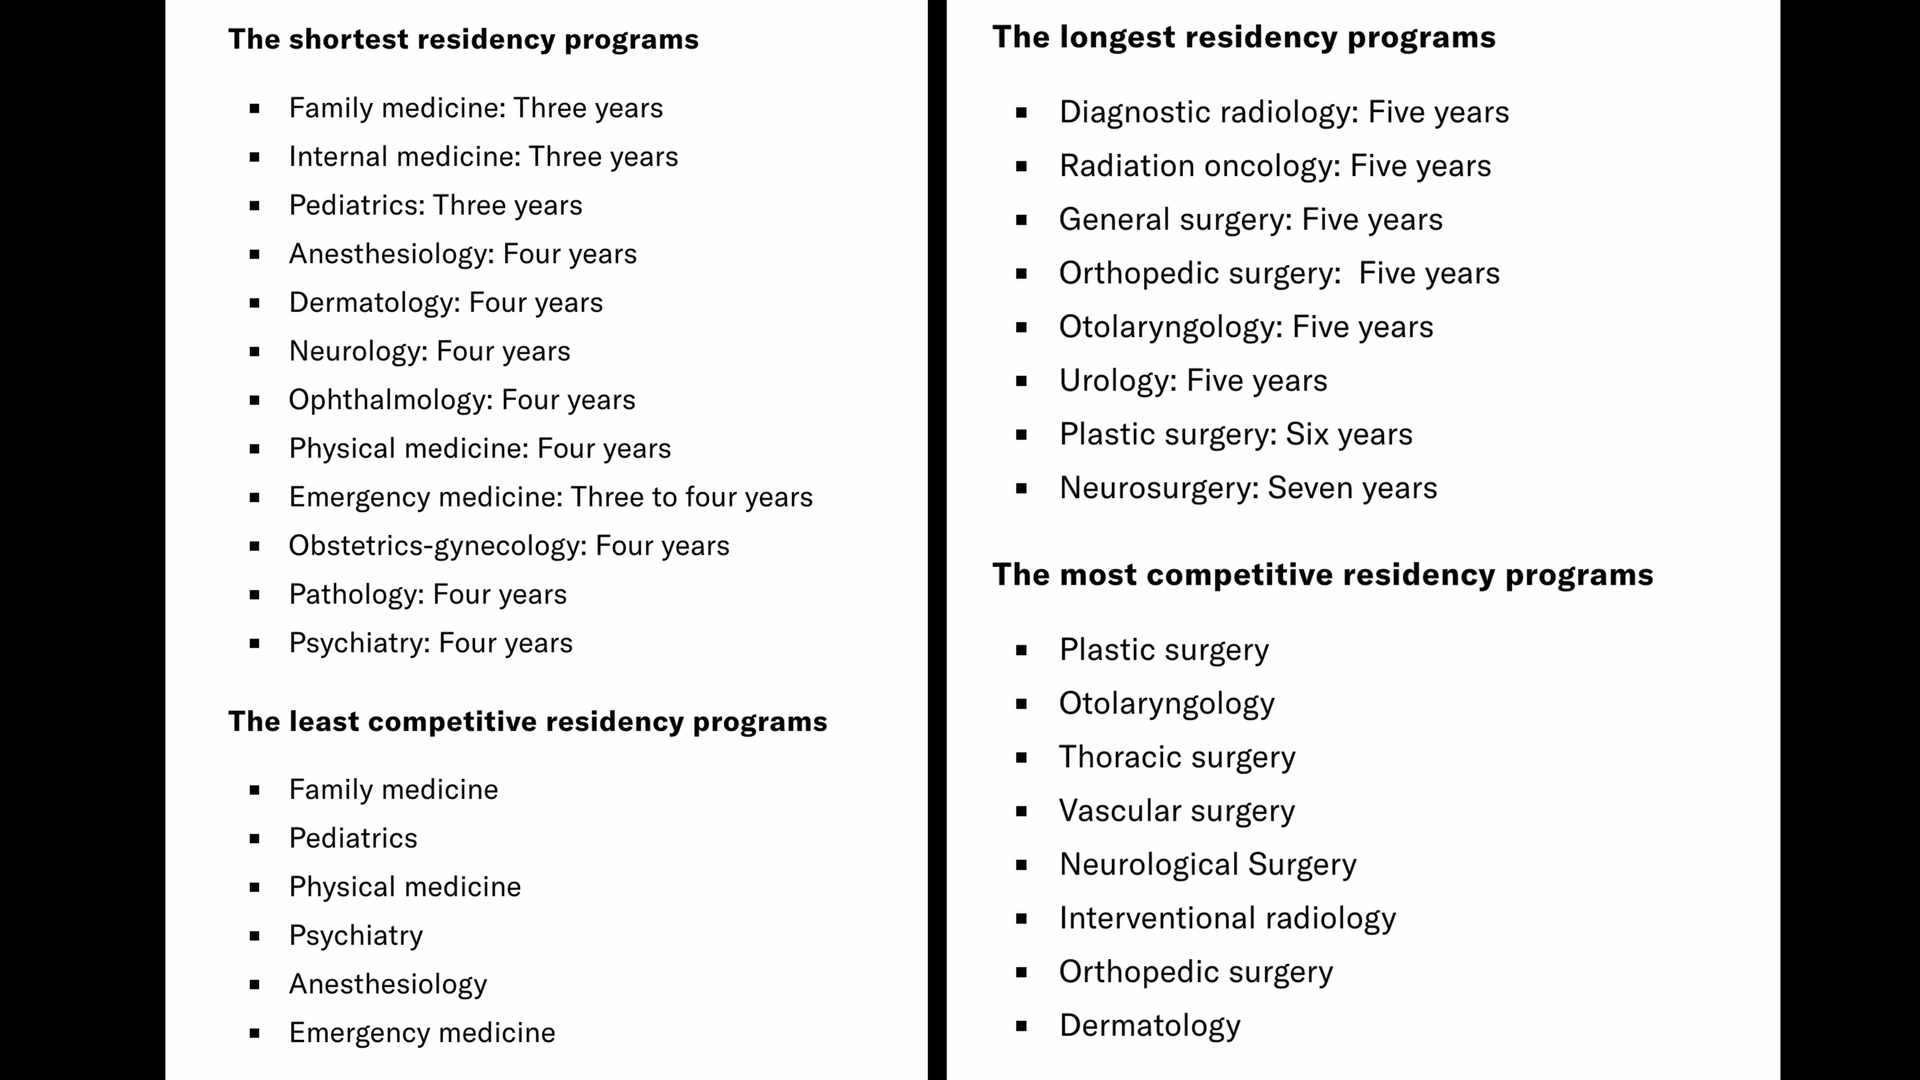 The shortest residency programs
▪ Family medicine: Three years
▪ Internal medicine: Three years
▪ Pediatrics: Three years
▪ Anesthesiology: Four years
▪ Dermatology: Four years
▪ Neurology: Four years
▪ Ophthalmology: Four years
▪ Physical medicine: Four years
▪ Emergency medicine: Three to four years
▪ Obstetrics-gynecology: Four years
▪ Pathology: Four years
▪ Psychiatry: Four years
The least competitive residency programs
▪ Family medicine
▪ Pediatrics
▪ Physical medicine
▪ Psychiatry
▪ Anesthesiology
▪ Emergency medicine
The longest residency programs
▪ Diagnostic radiology: Five years
▪ Radiation oncology: Five years
▪ General surgery: Five years
▪ Orthopedic surgery:  Five years
▪ Otolaryngology: Five years
▪ Urology: Five years
▪ Plastic surgery: Six years
▪ Neurosurgery: Seven years
The most competitive residency programs
▪ Plastic surgery
▪ Otolaryngology
▪ Thoracic surgery
▪ Vascular surgery
▪ Neurological Surgery
▪ Interventional radiology
▪ Orthopedic surgery
▪ Dermatology